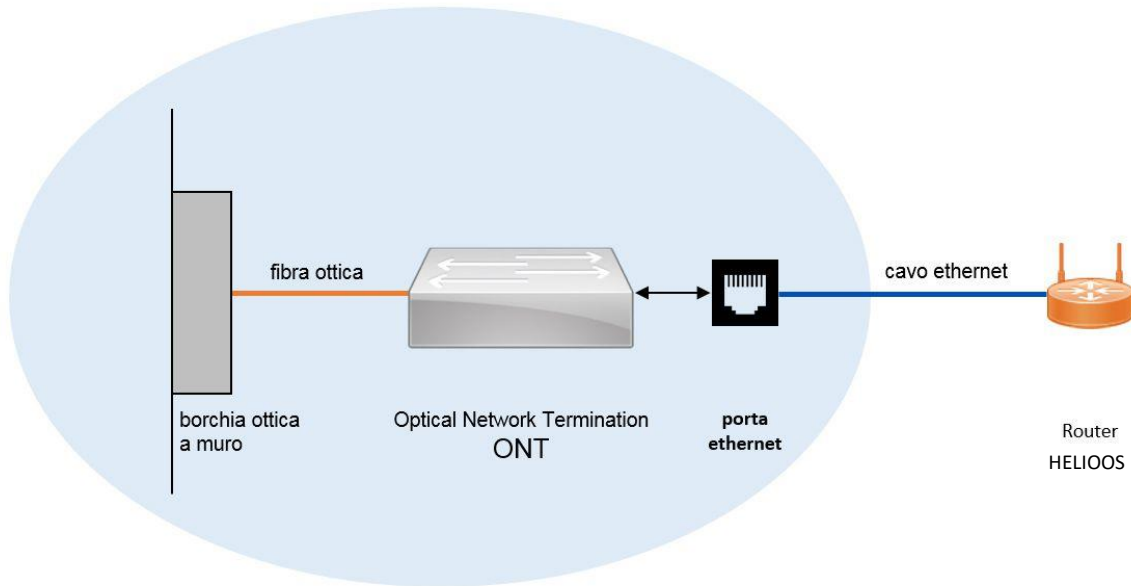 fibra ottica
cavo ethernet
borchia ottica
a muro
Optical Network Termination
ONT
porta
ethernet
Router
HELIOOS